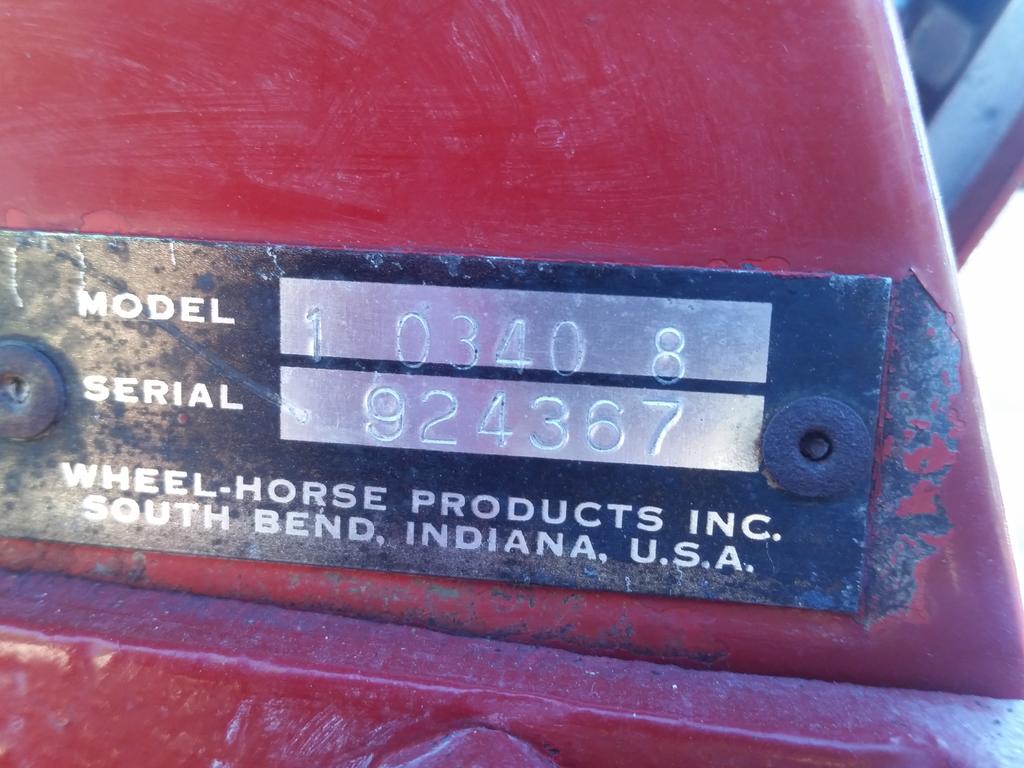 MODEL 1 0340 8
SERIAL 924367
WHEEL-HORSE PRODUCTS INC.
SOUTH BEND, INDIANA, U.S.A.